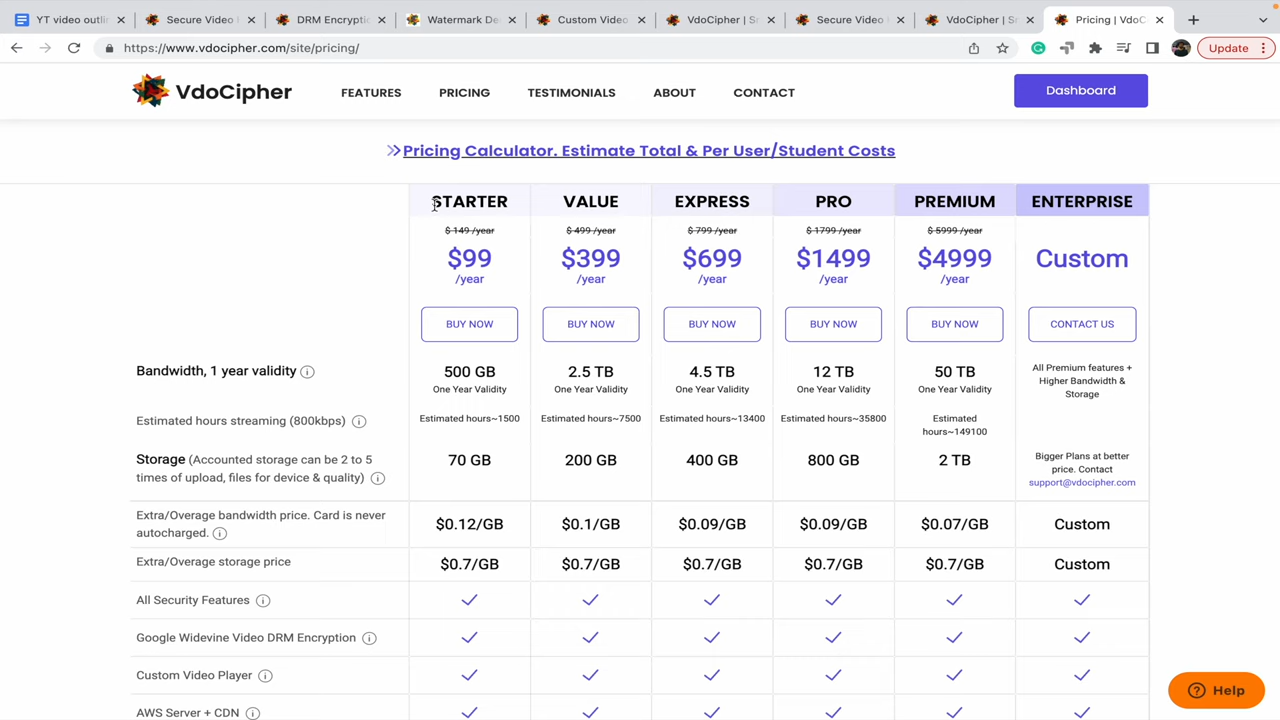 YT video outli
Secure Video
DRM Encrypti
Watermark De
Custom Video
VdoCipher | S
Secure Video
VdoCipher | S
Pricing | VdoC
https://www.vdocipher.com/site/pricing/
Update
VdoCipher
FEATURES
PRICING
TESTIMONIALS
ABOUT
CONTACT
Dashboard
Pricing Calculator. Estimate Total & Per User/Student Costs
STARTER VALUE EXPRESS PRO PREMIUM ENTERPRISE
$ 149 /year $ 499 /year $ 799 /year $ 1799 /year $ 5999 /year
$99 $399 $699 $1499 $4999 Custom
/year /year /year /year /year
BUY NOW BUY NOW BUY NOW BUY NOW BUY NOW CONTACT US
Bandwidth, 1 year validity 500 GB 2.5 TB 4.5 TB 12 TB 50 TB
One Year Validity One Year Validity One Year Validity One Year Validity One Year Validity
All Premium features +
Higher Bandwidth &
Storage
Estimated hours streaming (800kbps) Estimated hours~1500 Estimated hours~7500 Estimated hours~13400 Estimated hours~35800
Estimated
hours~149100
Storage (Accounted storage can be 2 to 5
times of upload, files for device & quality)
70 GB 200 GB 400 GB 800 GB 2 TB
Bigger Plans at better
price. Contact
support@vdocipher.com
Extra/Overage bandwidth price. Card is never
autocharged.
$0.12/GB $0.1/GB $0.09/GB $0.09/GB $0.07/GB Custom
Extra/Overage storage price $0.7/GB $0.7/GB $0.7/GB $0.7/GB $0.7/GB Custom
All Security Features
Google Widevine Video DRM Encryption
Custom Video Player
AWS Server + CDN
Help